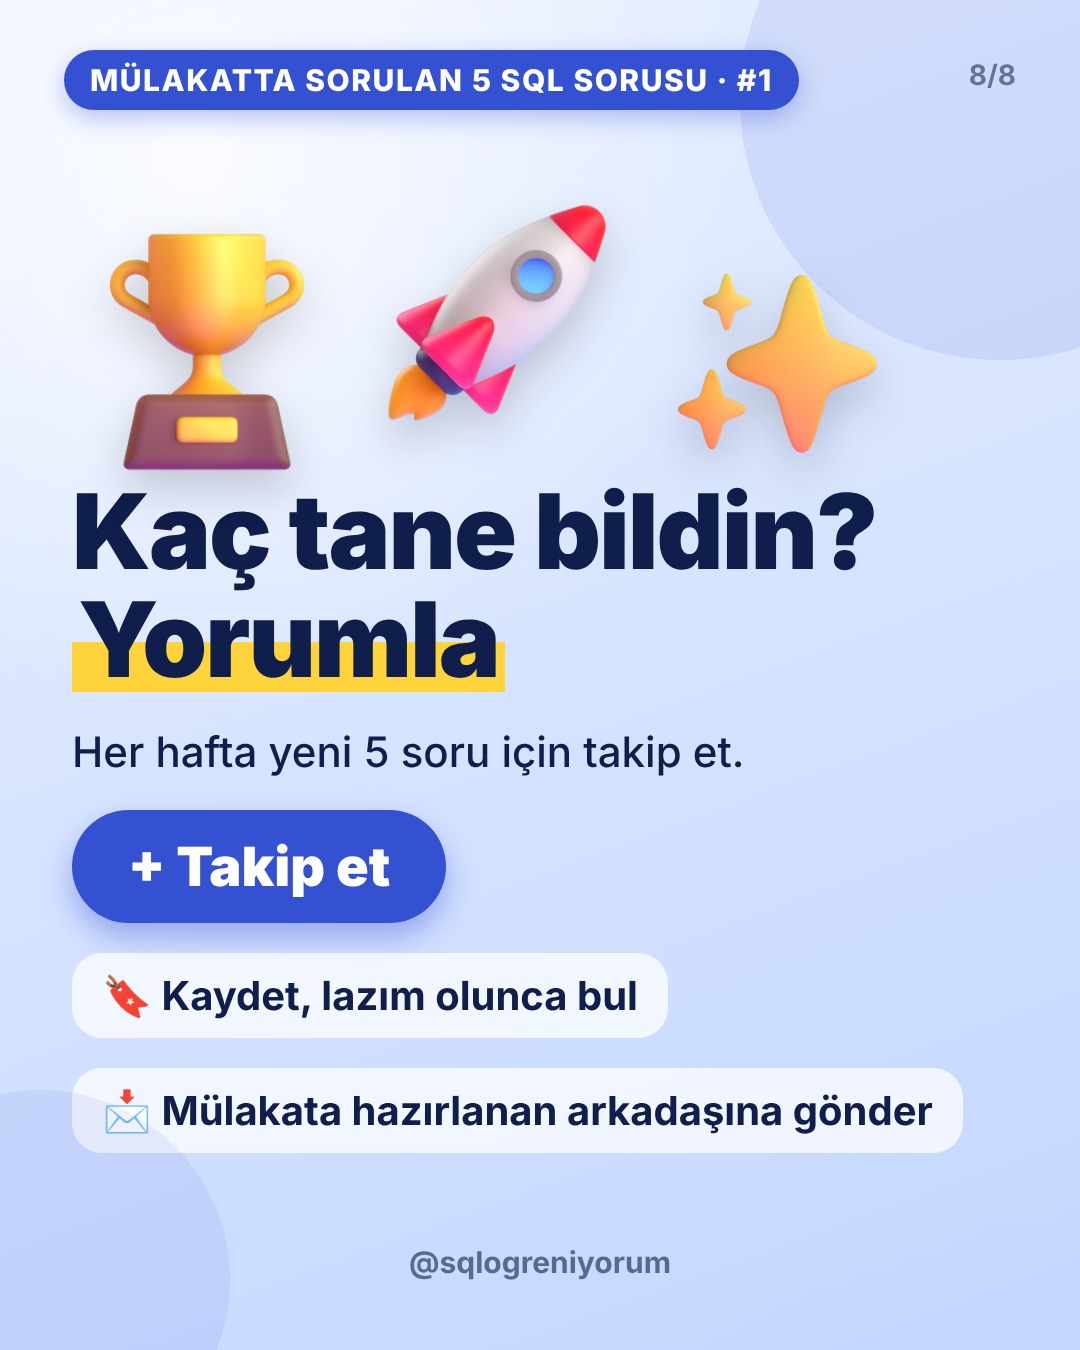 MÜLAKATTA SORULAN 5 SQL SORUSU · #1
8/8
Kaç tane bildin?
Yorumla
Her hafta yeni 5 soru için takip et.
+ Takip et
Kaydet, lazım olunca bul
Mülakata hazırlanan arkadaşına gönder
@sqlogreniyorum